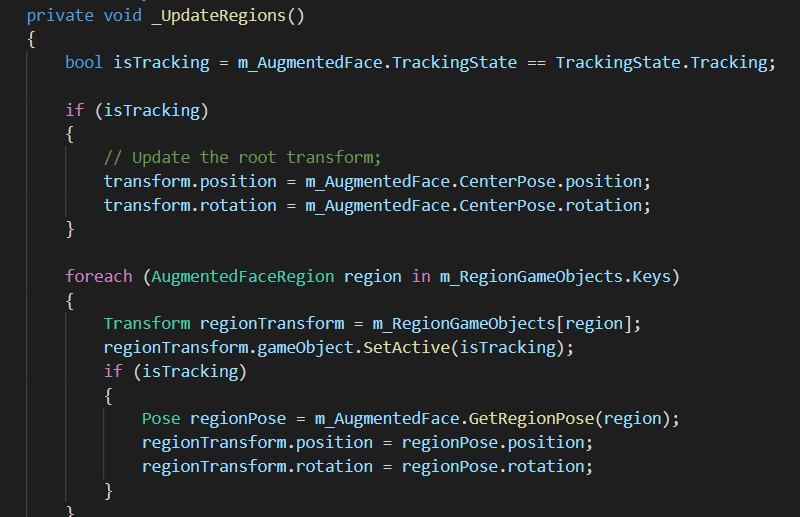 private void _UpdateRegions()
{
    bool isTracking = m_AugmentedFace.TrackingState == TrackingState.Tracking;

    if (isTracking)
    {
        // Update the root transform;
        transform.position = m_AugmentedFace.CenterPose.position;
        transform.rotation = m_AugmentedFace.CenterPose.rotation;
    }

    foreach (AugmentedFaceRegion region in m_RegionGameObjects.Keys)
    {
        Transform regionTransform = m_RegionGameObjects[region];
        regionTransform.gameObject.SetActive(isTracking);
        if (isTracking)
        {
            Pose regionPose = m_AugmentedFace.GetRegionPose(region);
            regionTransform.position = regionPose.position;
            regionTransform.rotation = regionPose.rotation;
        }
    }